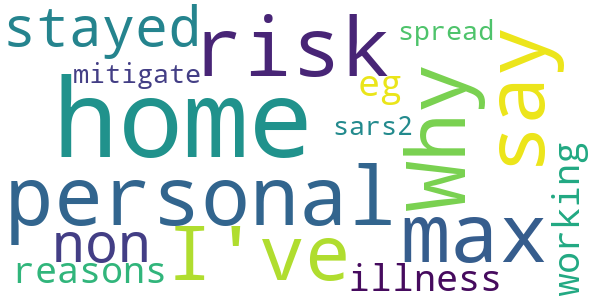 stayed
risk
spread
mitigate
eg
say
home
sars2
Why
personal
max
working
non
I've
reasons
illness